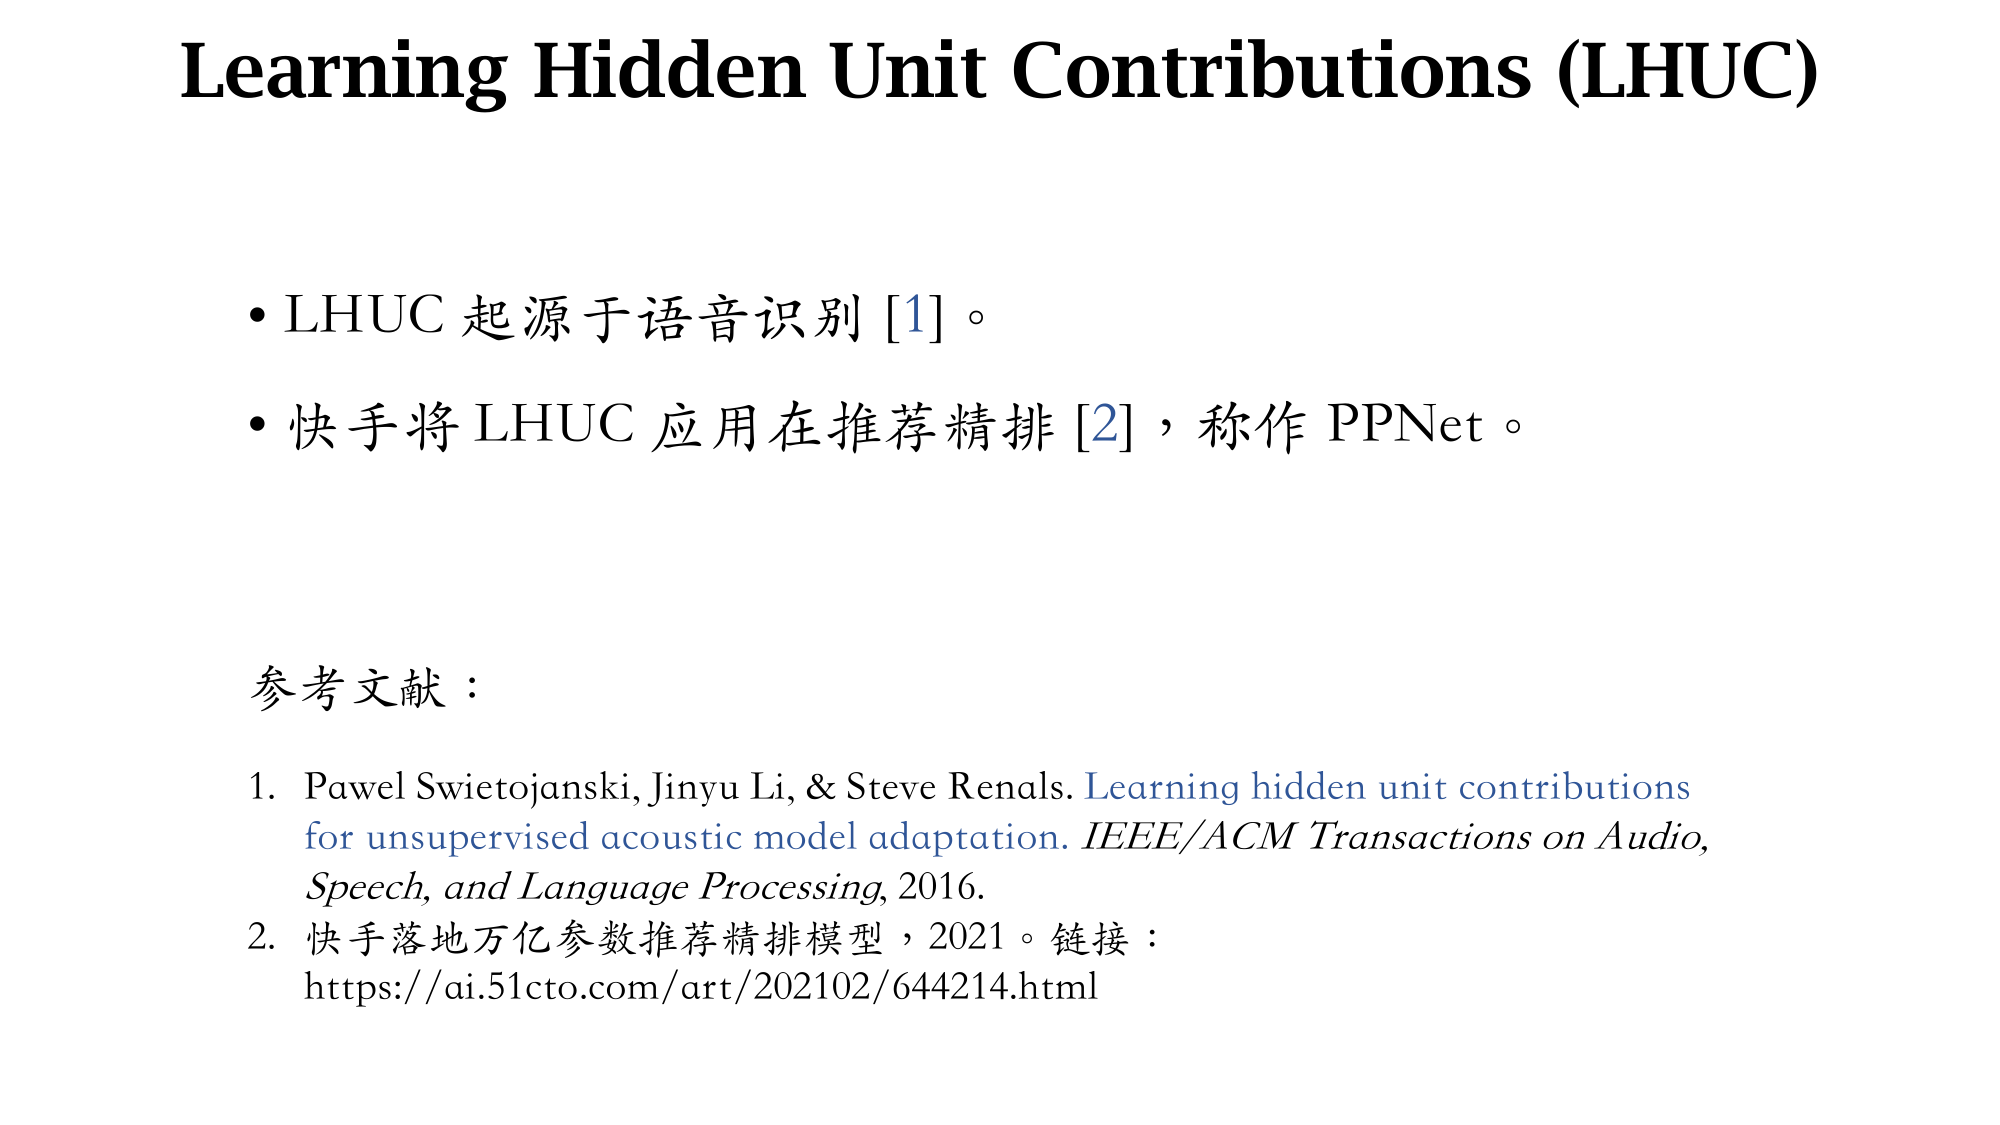 Learning Hidden Unit Contributions (LHUC)
• LHUC 起源于语音识别 [1]。
• 快手将 LHUC 应用在推荐精排 [2]，称作 PPNet。
参考文献：
1. Pawel Swietojanski, Jinyu Li, & Steve Renals. Learning hidden unit contributions
for unsupervised acoustic model adaptation. IEEE/ACM Transactions on Audio,
Speech, and Language Processing, 2016.
2. 快手落地万亿参数推荐精排模型，2021。链接：
https://ai.51cto.com/art/202102/644214.html